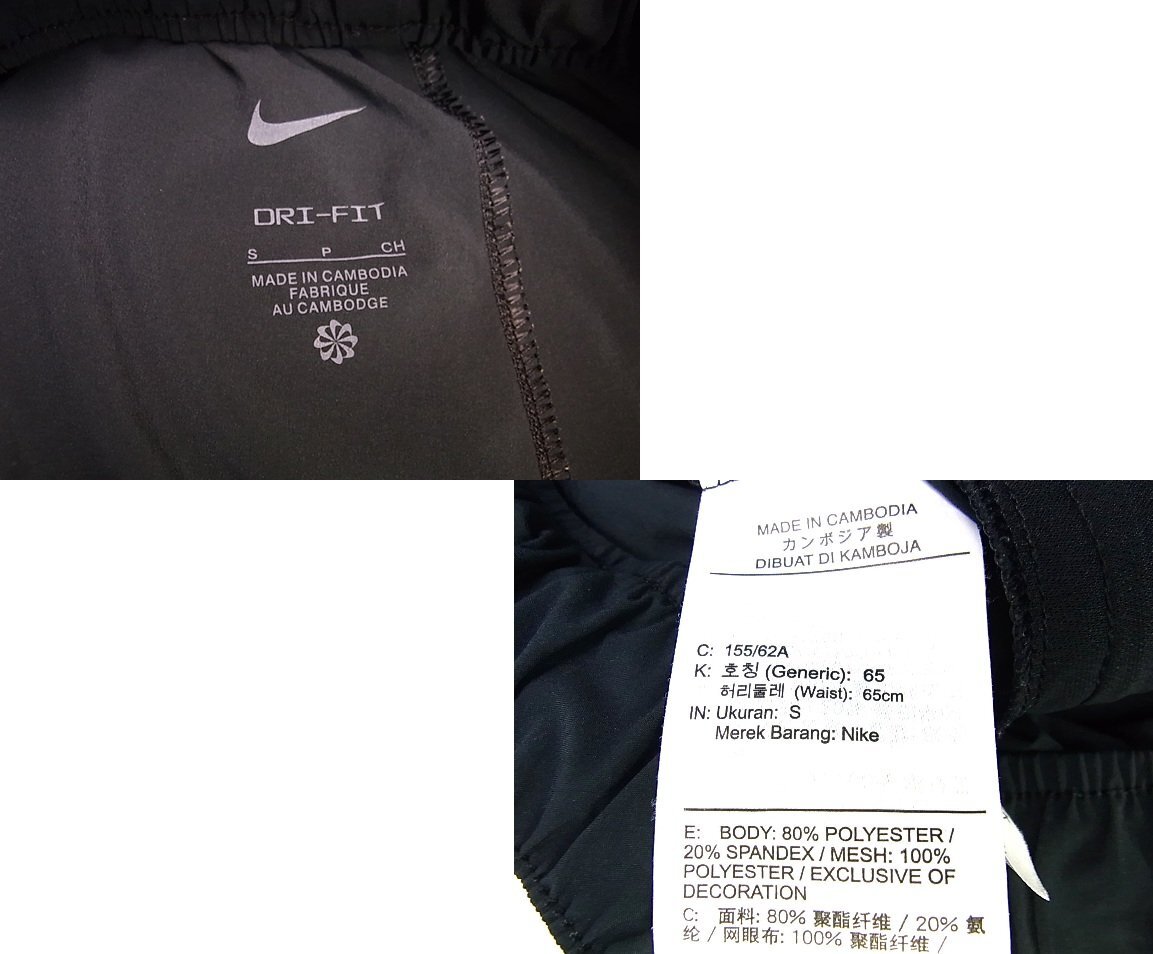 DRI-FIT
S P CH
MADE IN CAMBODIA
FABRIQUE
AU CAMBODGE
MADE IN CAMBODIA
カンボジア製
DIBUAT DI KAMBOJA
C: 155/62A
K: 호칭 (Generic): 65
허리둘레 (Waist): 65cm
IN: Ukuran: S
Merek Barang: Nike
E: BODY: 80% POLYESTER /
20% SPANDEX / MESH: 100%
POLYESTER / EXCLUSIVE OF
DECORATION
C: 面料: 80% 聚酯纤维 / 20% 氨
纶 / 网眼布: 100% 聚酯纤维 /